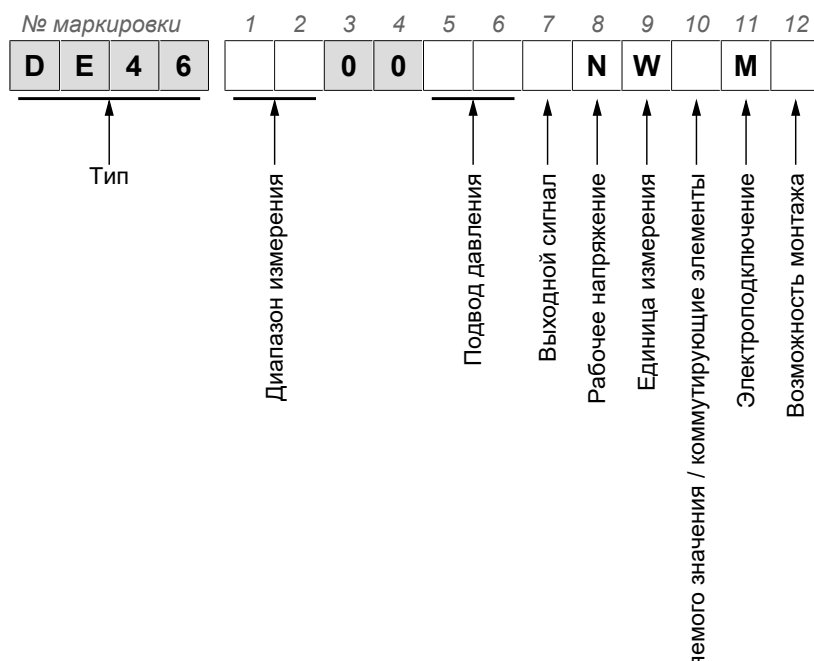 № маркировки 1 2 3 4 5 6 7 8 9 10 11 12
D E 4 6 0 0 N W M
Тип
Диапазон измерения
Подвод давления
Выходной сигнал
Рабочее напряжение
Единица измерения
значения / коммутирующие элементы
Электроподключение
Возможность монтажа